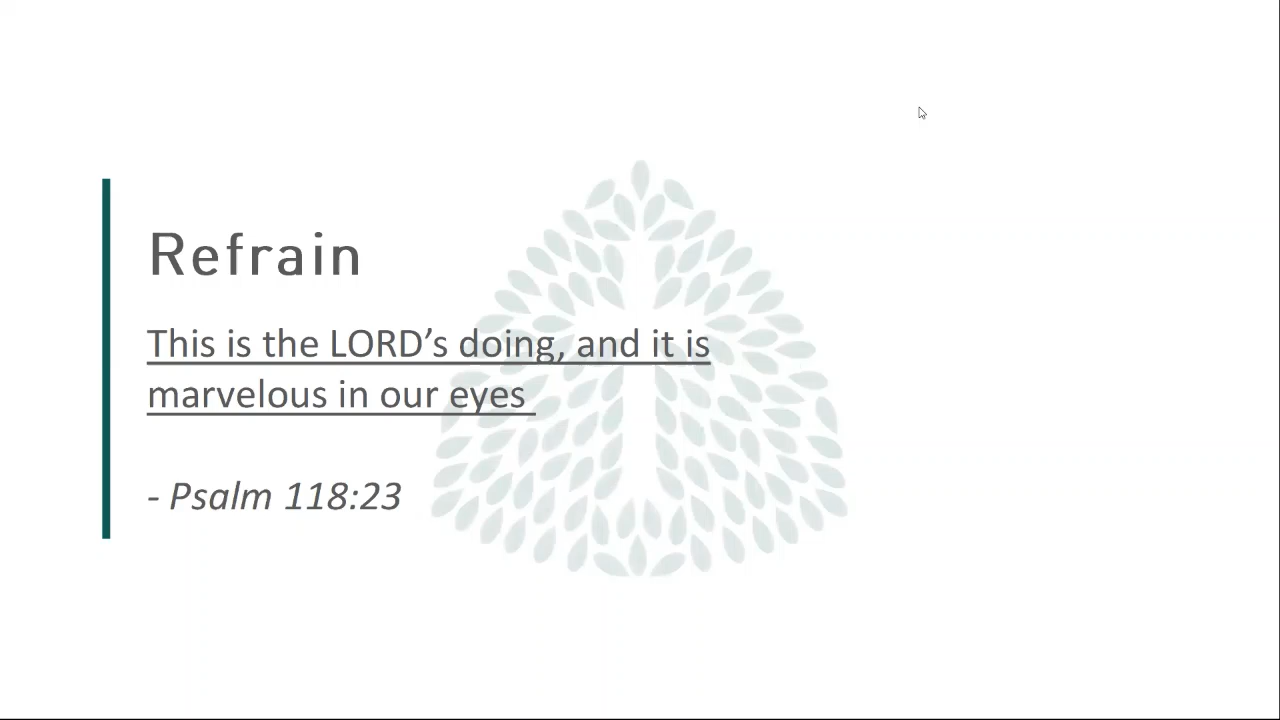 Refrain
This is the LORD’s doing, and it is
marvelous in our eyes
- Psalm 118:23